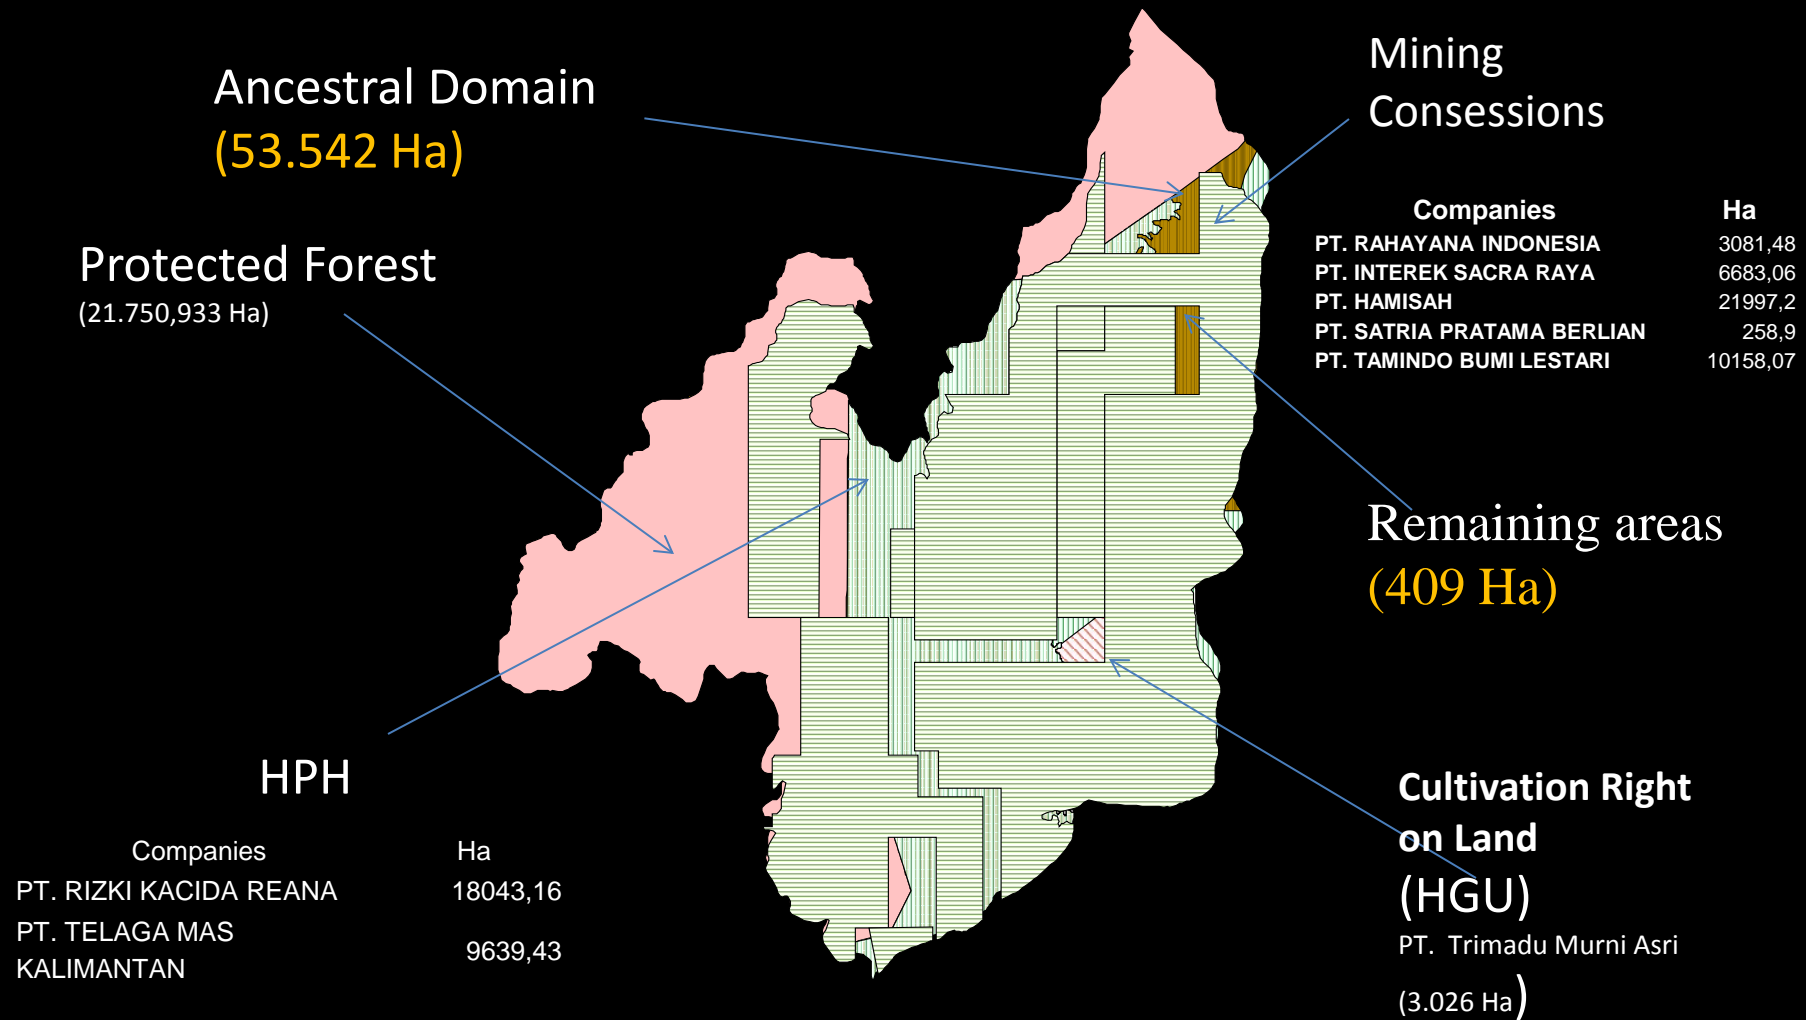 Ancestral Domain
(53.542 Ha)
Protected Forest
(21.750,933 Ha)
Mining
Consessions
Companies Ha
PT. RAHAYANA INDONESIA 3081,48
PT. INTEREK SACRA RAYA 6683,06
PT. HAMISAH 21997,2
PT. SATRIA PRATAMA BERLIAN 258,9
PT. TAMINDO BUMI LESTARI 10158,07
Remaining areas
(409 Ha)
HPH
Companies Ha
PT. RIZKI KACIDA REANA 18043,16
PT. TELAGA MAS
KALIMANTAN 9639,43
Cultivation Right
on Land
(HGU)
PT. Trimadu Murni Asri
(3.026 Ha)